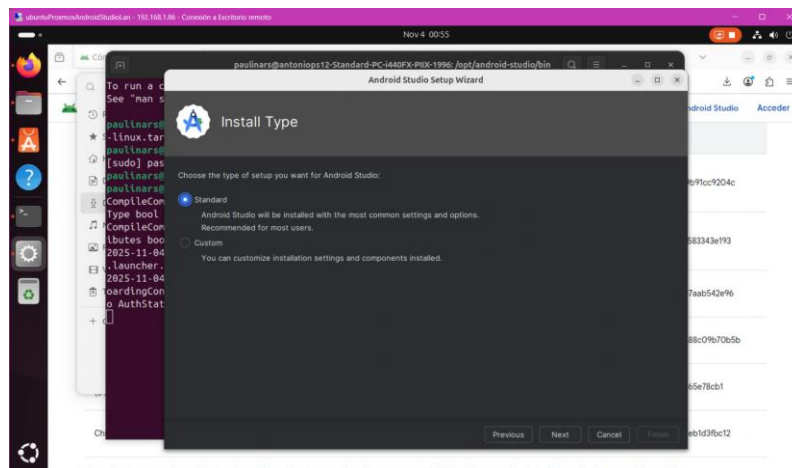 ubuntuProxmoxAndroidStudioLan - 192.168.1.86 - Conexión a Escritorio remoto
Nov 4 00:55
paulinars@antoniops12-Standard-PC-i440FX-PIIX-1996: /opt/android-studio/bin
Android Studio Setup Wizard
To run a c
See "man s
paulinars@
-linux.tar
paulinars@
[sudo] pas
paulinars@
paulinars@
CompileCom
Type bool
CompileCom
ibutes boo
2025-11-04
.launcher.
2025-11-04
oardingCon
o AuthStat
Install Type
Choose the type of setup you want for Android Studio:
Standard
Android Studio will be installed with the most common settings and options.
Recommended for most users.
Custom
You can customize installation settings and components installed.
Previous Next Cancel Finish
ndroid Studio Acceder
9b91cc9204c
583343e193
7aab542e96
88c09b70b5b
65e78cb1
eb1d3fbc12
Ch